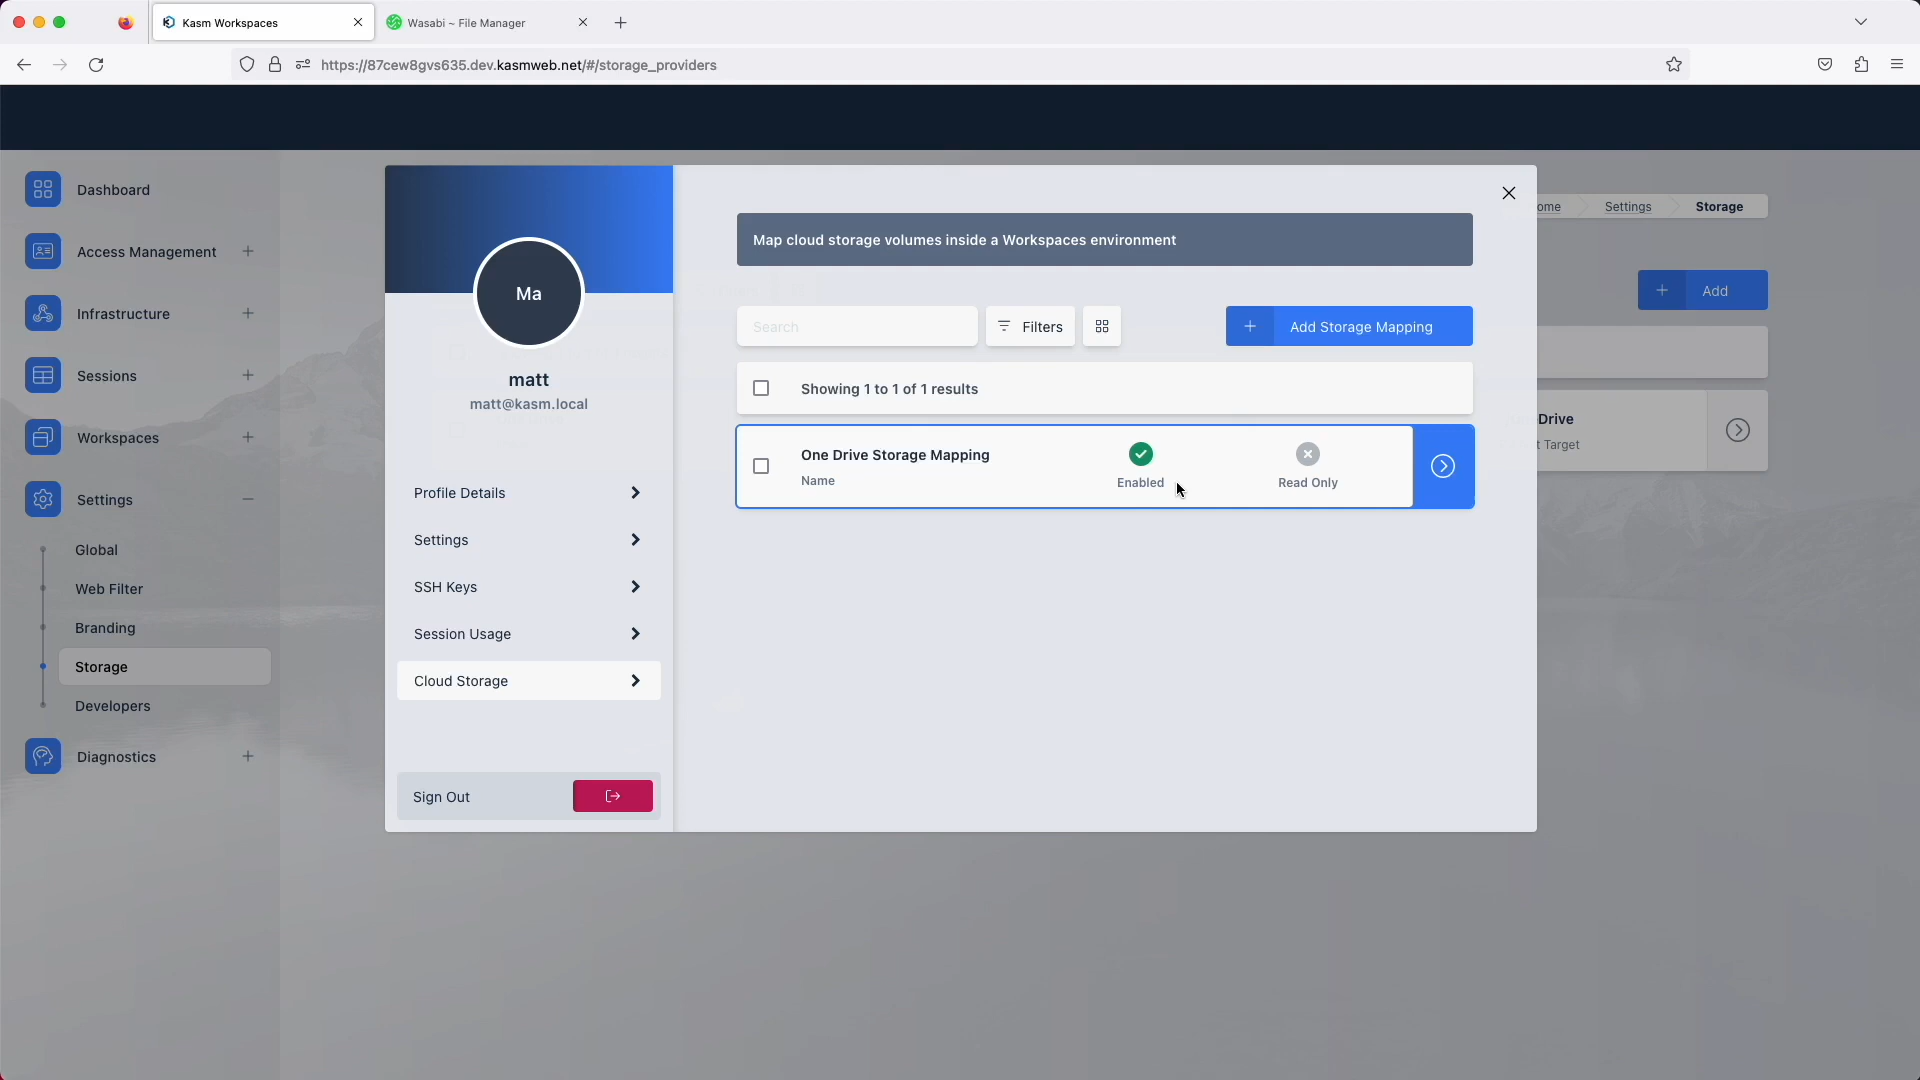 Kasm Workspaces
Wasabi ~ File Manager
https://87cew8gvs635.dev.kasmweb.net/#/storage_providers
Dashboard
Access Management
Infrastructure
Sessions
Workspaces
Settings
Global
Web Filter
Branding
Storage
Developers
Diagnostics
Ma
matt
matt@kasm.local
Profile Details
Settings
SSH Keys
Session Usage
Cloud Storage
Sign Out
Map cloud storage volumes inside a Workspaces environment
Search
Filters
Add Storage Mapping
Showing 1 to 1 of 1 results
One Drive Storage Mapping
Name
Enabled
Read Only
ome
Settings
Storage
Add
Drive
t Target